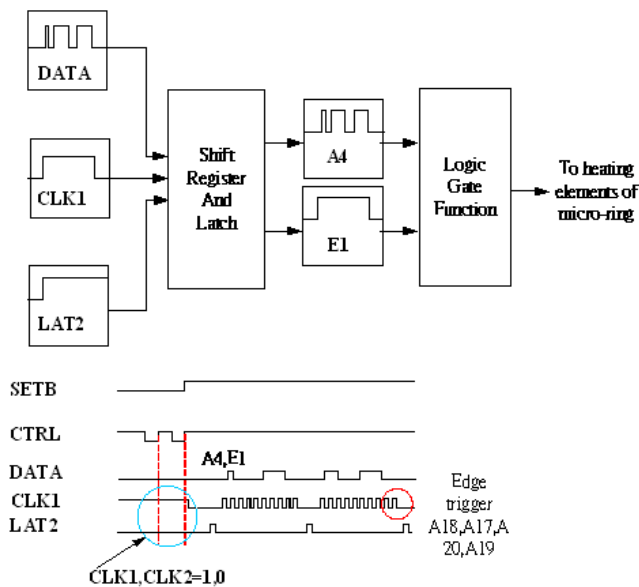 DATA
CLK1
LAT2
Shift
Register
And
Latch
A4
E1
Logic
Gate
Function
To heating
elements of
micro-ring
SETB
CTRL
A4,E1
DATA
CLK1
LAT2
Edge
trigger
A18,A17,A
20,A19
CLK1,CLK2=1,0